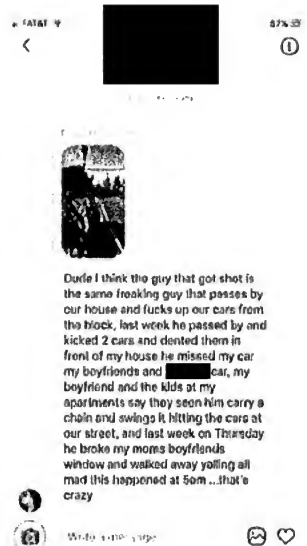 AT&T
57%
Dude I think the guy that got shot is
the same freaking guy that passes by
our house and fucks up our cars from
the block, last week he passed by and
kicked 2 cars and dented them in
front of my house he missed my car
my boyfriends and car, my
boyfriend and the kids at my
apartments say they seen him carry a
chain and swings it hitting the cars at
our street, and last week on Thursday
he broke my moms boyfriends
window and walked away yelling all
mad this happened at 5am ...that's
crazy